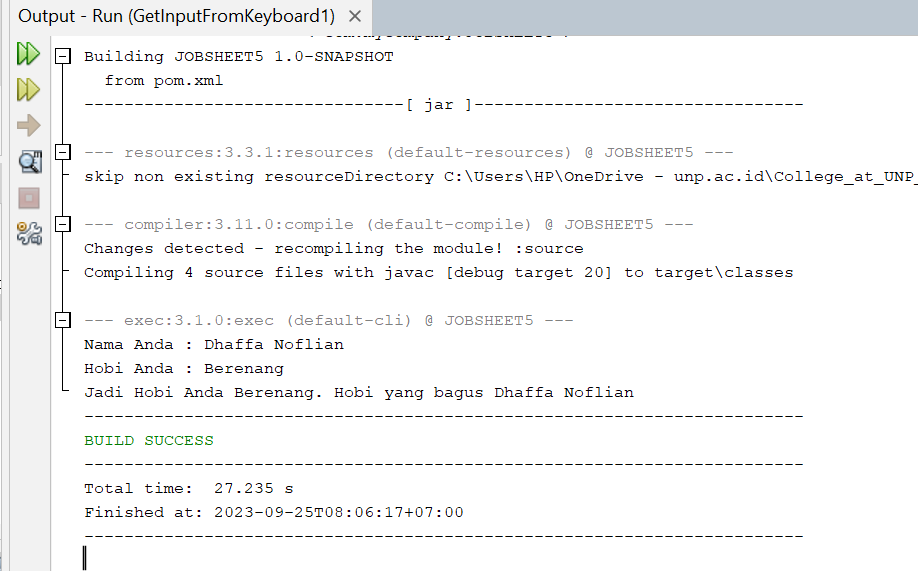 Output - Run (GetInputFromKeyboard1) ×
Building JOBSHEET5 1.0-SNAPSHOT
  from pom.xml
--------------------------------[ jar ]---------------------------------
--- resources:3.3.1:resources (default-resources) @ JOBSHEET5 ---
skip non existing resourceDirectory C:\Users\HP\OneDrive - unp.ac.id\College_at_UNP_
--- compiler:3.11.0:compile (default-compile) @ JOBSHEET5 ---
Changes detected - recompiling the module! :source
Compiling 4 source files with javac [debug target 20] to target\classes
--- exec:3.1.0:exec (default-cli) @ JOBSHEET5 ---
Nama Anda : Dhaffa Noflian
Hobi Anda : Berenang
Jadi Hobi Anda Berenang. Hobi yang bagus Dhaffa Noflian
------------------------------------------------------------------------
BUILD SUCCESS
------------------------------------------------------------------------
Total time:  27.235 s
Finished at: 2023-09-25T08:06:17+07:00
------------------------------------------------------------------------